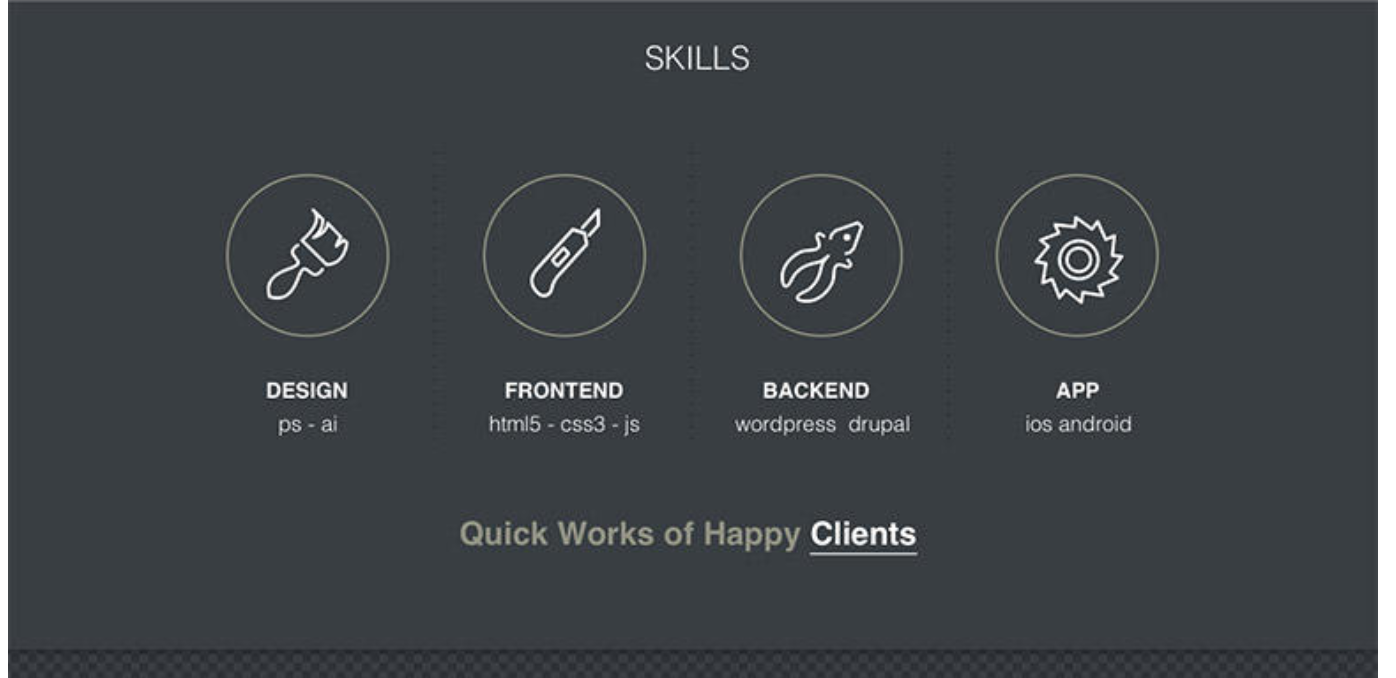 SKILLS
DESIGN
ps - ai
FRONTEND
html5 - css3 - js
BACKEND
wordpress drupal
APP
ios android
Quick Works of Happy Clients